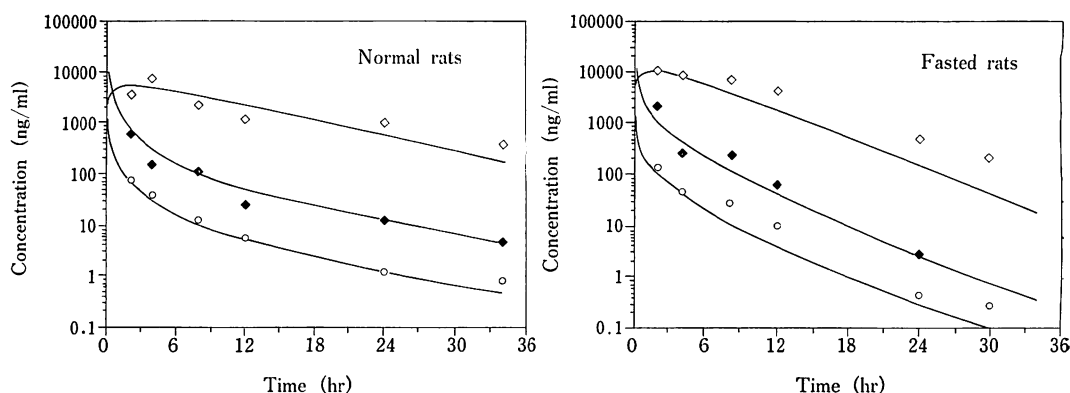 Normal rats
Concentration (ng/ml)
100000
10000
1000
100
10
1
0.1
0 6 12 18 24 30 36
Time (hr)
Fasted rats
Concentration (ng/ml)
100000
10000
1000
100
10
1
0.1
0 6 12 18 24 30 36
Time (hr)